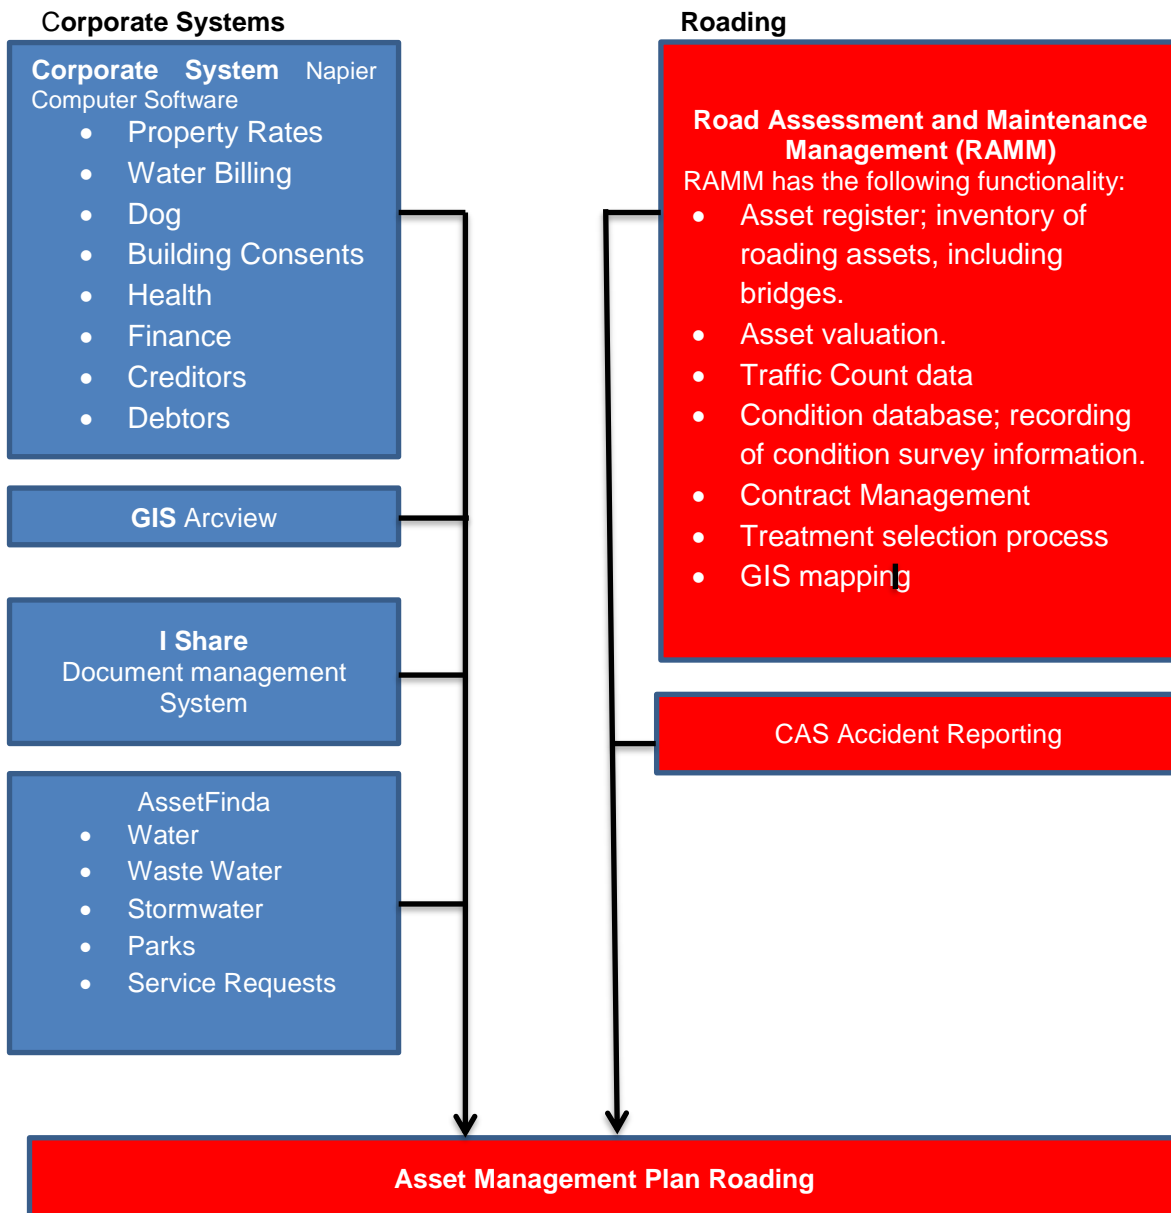 Corporate Systems
Corporate System Napier
Computer Software
• Property Rates
• Water Billing
• Dog
• Building Consents
• Health
• Finance
• Creditors
• Debtors
GIS Arcview
I Share
Document management
System
AssetFinda
• Water
• Waste Water
• Stormwater
• Parks
• Service Requests
Roading
Road Assessment and Maintenance
Management (RAMM)
RAMM has the following functionality:
• Asset register; inventory of
roading assets, including
bridges.
• Asset valuation.
• Traffic Count data
• Condition database; recording
of condition survey information.
• Contract Management
• Treatment selection process
• GIS mapping
CAS Accident Reporting
Asset Management Plan Roading